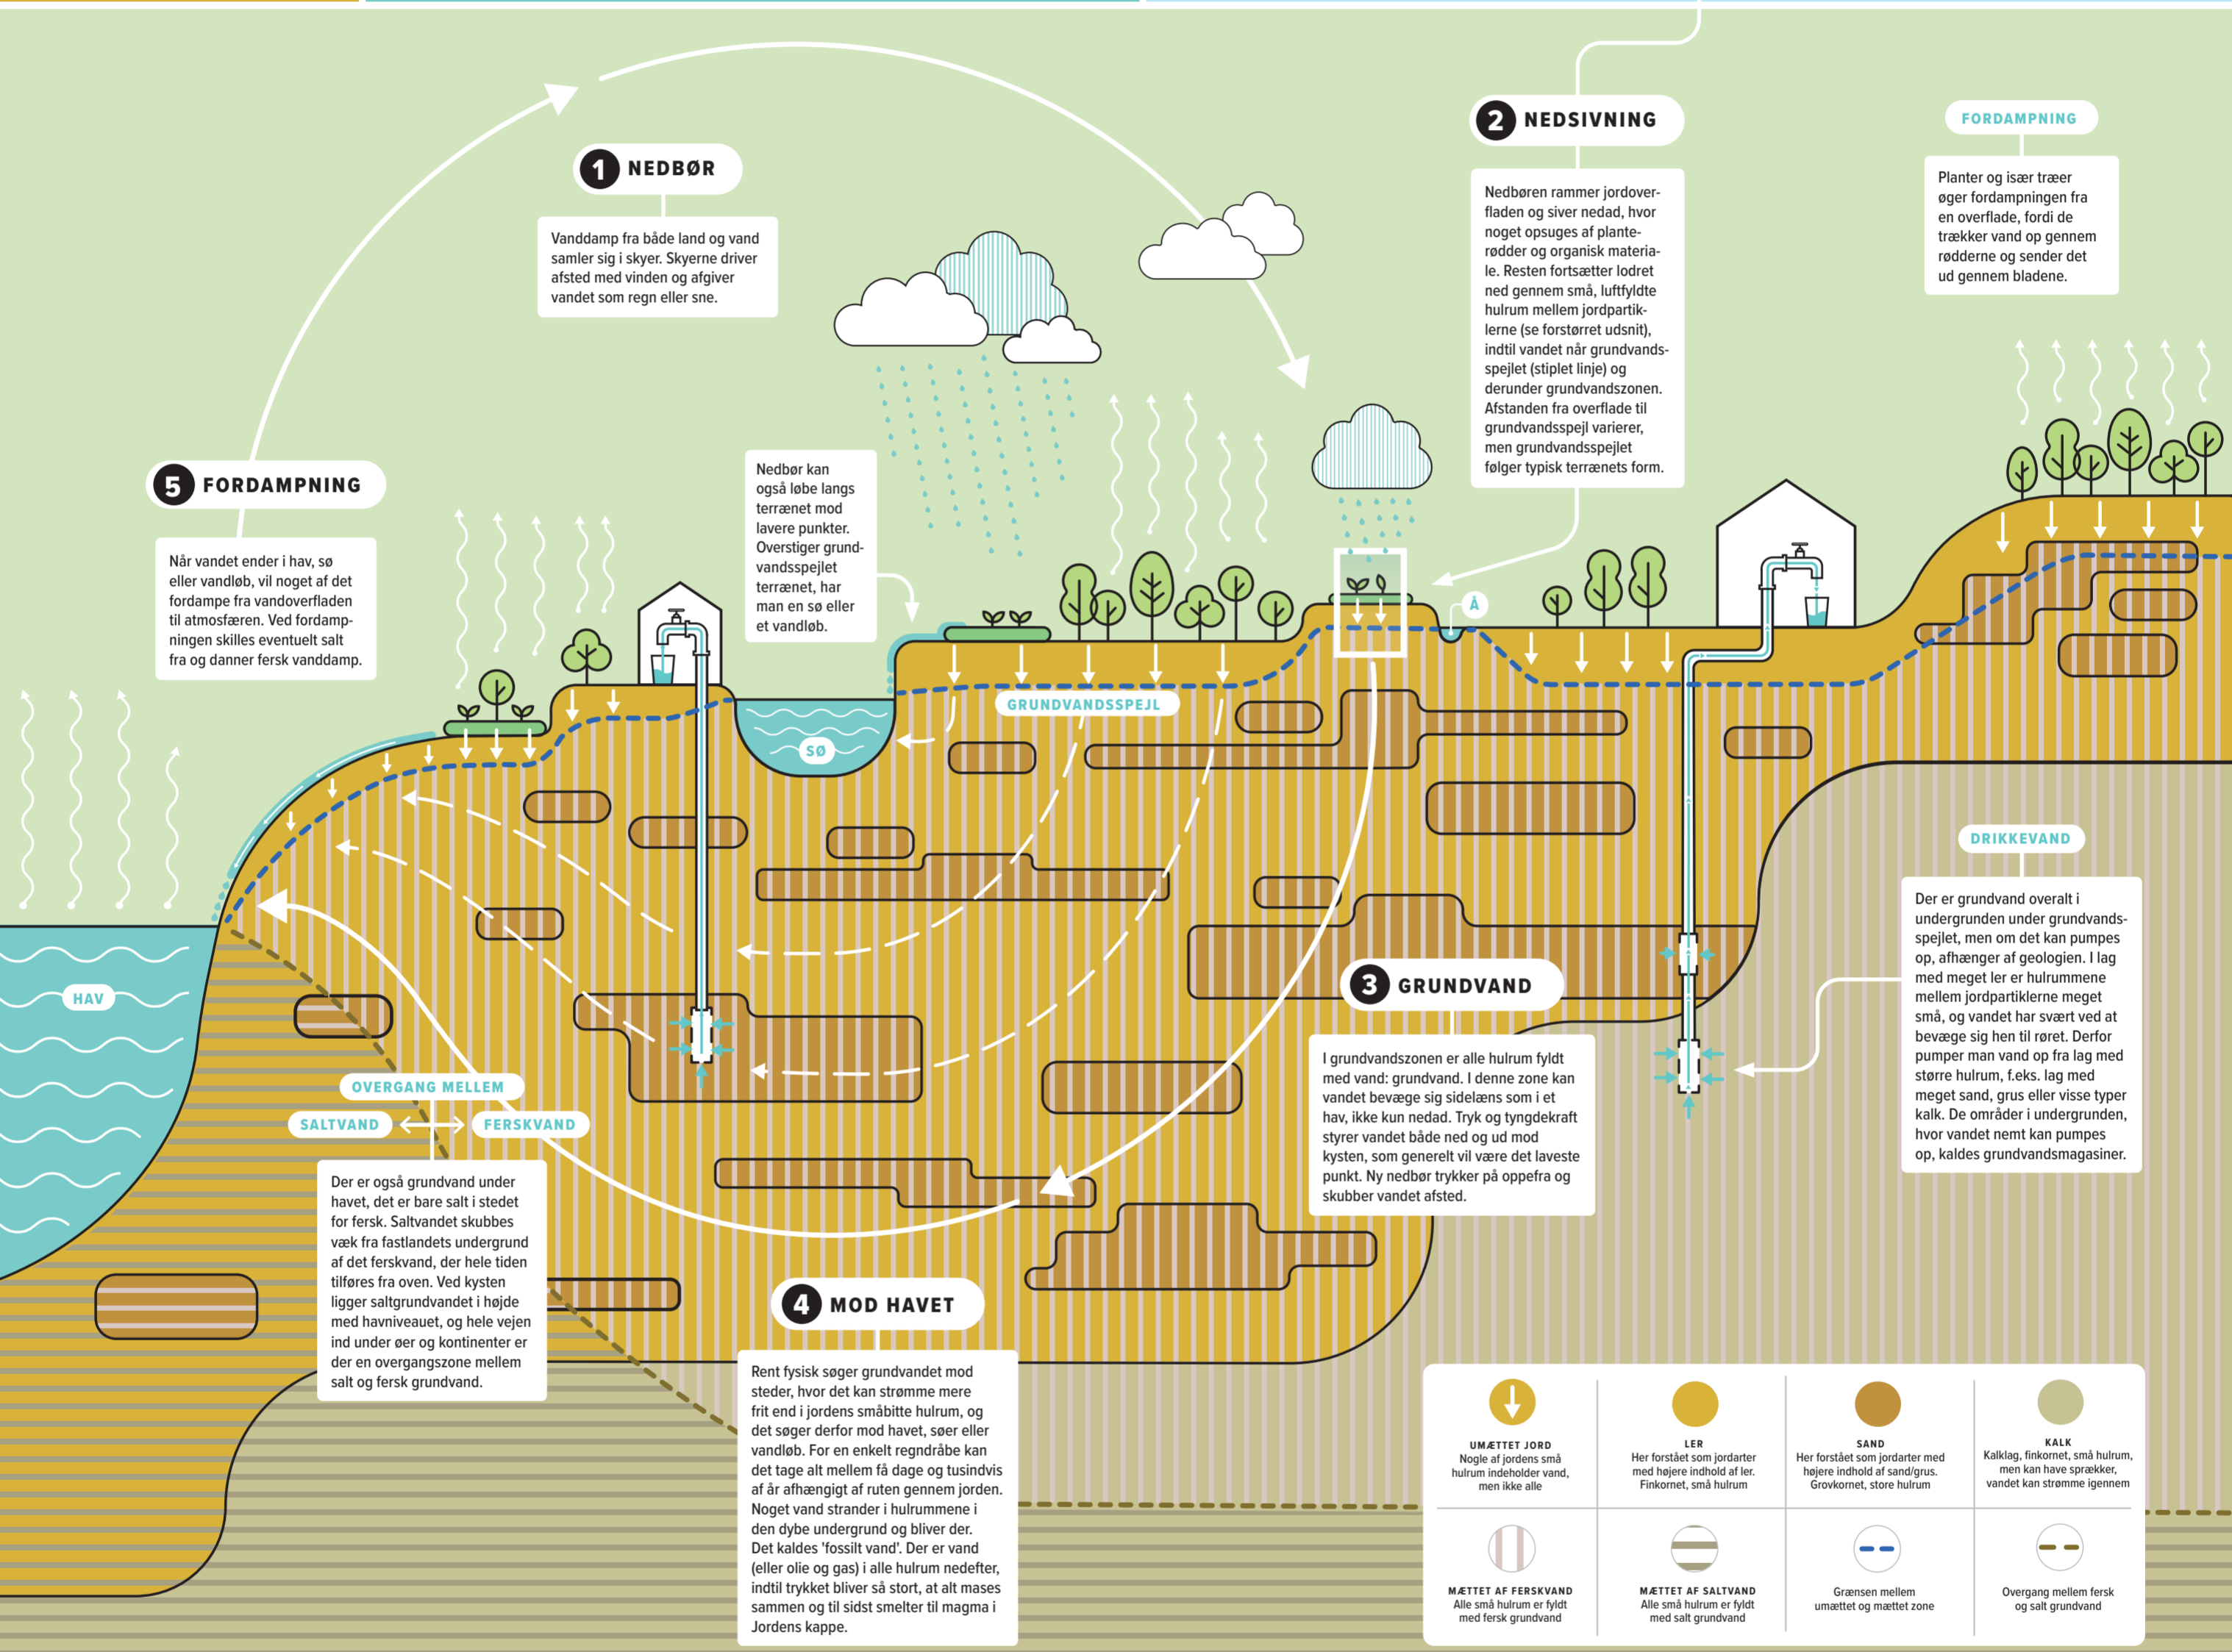 1 NEDBØR
Vanddamp fra både land og vand
samler sig i skyer. Skyerne driver
afsted med vinden og afgiver
vandet som regn eller sne.
2 NEDSIVNING
Nedbøren rammer jordover-
fladen og siver nedad, hvor
noget opsuges af plante-
rødder og organisk materia-
le. Resten fortsætter lodret
ned gennem små, luftfyldte
hulrum mellem jordpartik-
lerne (se forstørret udsnit),
indtil vandet når grundvands-
spejlet (stiplet linje) og
derunder grundvandszonen.
Afstanden fra overflade til
grundvandsspejl varierer,
men grundvandsspejlet
følger typisk terrænets form.
FORDAMPNING
Planter og især træer
øger fordampningen fra
en overflade, fordi de
trækker vand op gennem
rødderne og sender det
ud gennem bladene.
5 FORDAMPNING
Når vandet ender i hav, sø
eller vandløb, vil noget af det
fordampe fra vandoverfladen
til atmosfæren. Ved fordamp-
ningen skilles eventuelt salt
fra og danner fersk vanddamp.
Nedbør kan
også løbe langs
terrænet mod
lavere punkter.
Overstiger grund-
vandsspejlet
terrænet, har
man en sø eller
et vandløb.
Å
GRUNDVANDSSPEJL
SØ
HAV
DRIKKEVAND
Der er grundvand overalt i
undergrunden under grundvands-
spejlet, men om det kan pumpes
op, afhænger af geologien. I lag
med meget ler er hulrummene
mellem jordpartiklerne meget
små, og vandet har svært ved at
bevæge sig hen til røret. Derfor
pumper man vand op fra lag med
større hulrum, f.eks. lag med
meget sand, grus eller visse typer
kalk. De områder i undergrunden,
hvor vandet nemt kan pumpes
op, kaldes grundvandsmagasiner.
3 GRUNDVAND
I grundvandszonen er alle hulrum fyldt
med vand: grundvand. I denne zone kan
vandet bevæge sig sidelæns som i et
hav, ikke kun nedad. Tryk og tyngdekraft
styrer vandet både ned og ud mod
kysten, som generelt vil være det laveste
punkt. Ny nedbør trykker på oppefra og
skubber vandet afsted.
OVERGANG MELLEM
SALTVAND FERSKVAND
Der er også grundvand under
havet, det er bare salt i stedet
for fersk. Saltvandet skubbes
væk fra fastlandets undergrund
af det ferskvand, der hele tiden
tilføres fra oven. Ved kysten
ligger saltgrundvandet i højde
med havniveauet, og hele vejen
ind under øer og kontinenter er
der en overgangszone mellem
salt og fersk grundvand.
4 MOD HAVET
Rent fysisk søger grundvandet mod
steder, hvor det kan strømme mere
frit end i jordens småbitte hulrum, og
det søger derfor mod havet, søer eller
vandløb. For en enkelt regndråbe kan
det tage alt mellem få dage og tusindvis
af år afhængigt af ruten gennem jorden.
Noget vand strander i hulrummene i
den dybe undergrund og bliver der.
Det kaldes 'fossilt vand'. Der er vand
(eller olie og gas) i alle hulrum nedefter,
indtil trykket bliver så stort, at alt mases
sammen og til sidst smelter til magma i
Jordens kappe.
UMÆTTET JORD
Nogle af jordens små
hulrum indeholder vand,
men ikke alle
LER
Her forstået som jordarter
med højere indhold af ler.
Finkornet, små hulrum
SAND
Her forstået som jordarter med
højere indhold af sand/grus.
Grovkornet, store hulrum
KALK
Kalklag, finkornet, små hulrum,
men kan have sprækker,
vandet kan strømme igennem
MÆTTET AF FERSKVAND
Alle små hulrum er fyldt
med fersk grundvand
MÆTTET AF SALTVAND
Alle små hulrum er fyldt
med salt grundvand
Grænsen mellem
umættet og mættet zone
Overgang mellem fersk
og salt grundvand